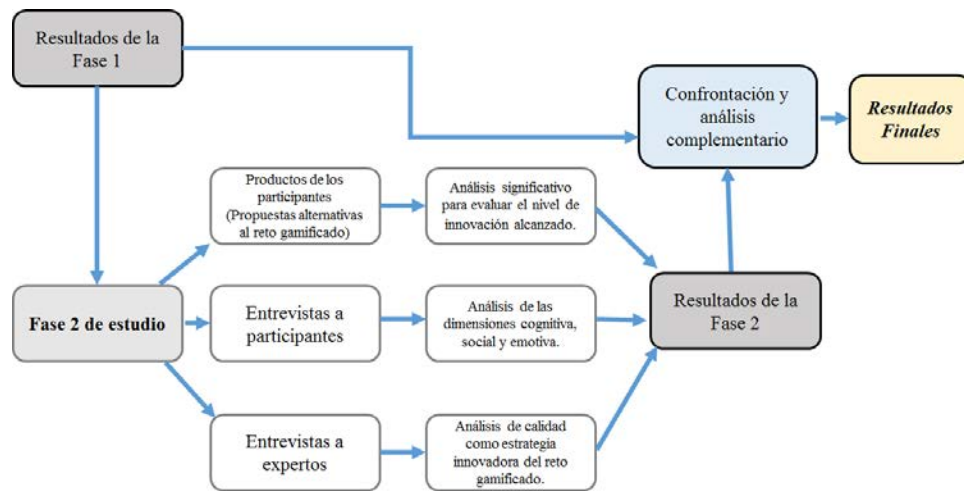 Resultados de la
Fase 1
Confrontación y
análisis
complementario
Resultados
Finales
Productos de los
participantes
(Propuestas alternativas
al reto gamificado)
Análisis significativo
para evaluar el nivel de
innovación alcanzado.
Fase 2 de estudio
Entrevistas a
participantes
Análisis de las
dimensiones cognitiva,
social y emotiva.
Resultados de la
Fase 2
Entrevistas a
expertos
Análisis de calidad
como estrategia
innovadora del reto
gamificado.